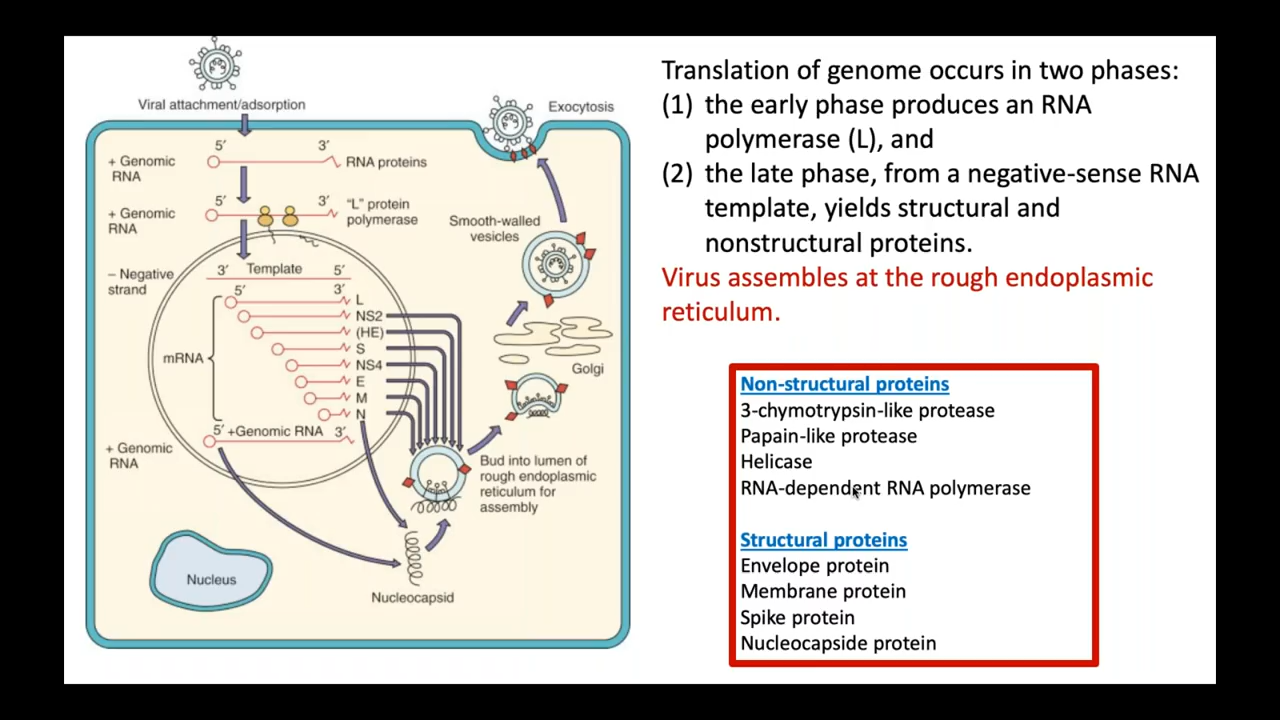 Viral attachment/adsorption
Exocytosis
5′ 3′
+ Genomic
RNA
RNA proteins
5′ 3′
+ Genomic
RNA
"L" protein
polymerase
Smooth-walled
vesicles
– Negative
strand
3′ Template 5′
5′ 3′
L
NS2
(HE)
S
NS4
E
M
N
mRNA
Golgi
5′ +Genomic RNA 3′
+ Genomic
RNA
Bud into lumen of
rough endoplasmic
reticulum for
assembly
Nucleus
Nucleocapsid
Translation of genome occurs in two phases:
(1) the early phase produces an RNA
polymerase (L), and
(2) the late phase, from a negative-sense RNA
template, yields structural and
nonstructural proteins.
Virus assembles at the rough endoplasmic
reticulum.
Non-structural proteins
3-chymotrypsin-like protease
Papain-like protease
Helicase
RNA-dependent RNA polymerase
Structural proteins
Envelope protein
Membrane protein
Spike protein
Nucleocapside protein